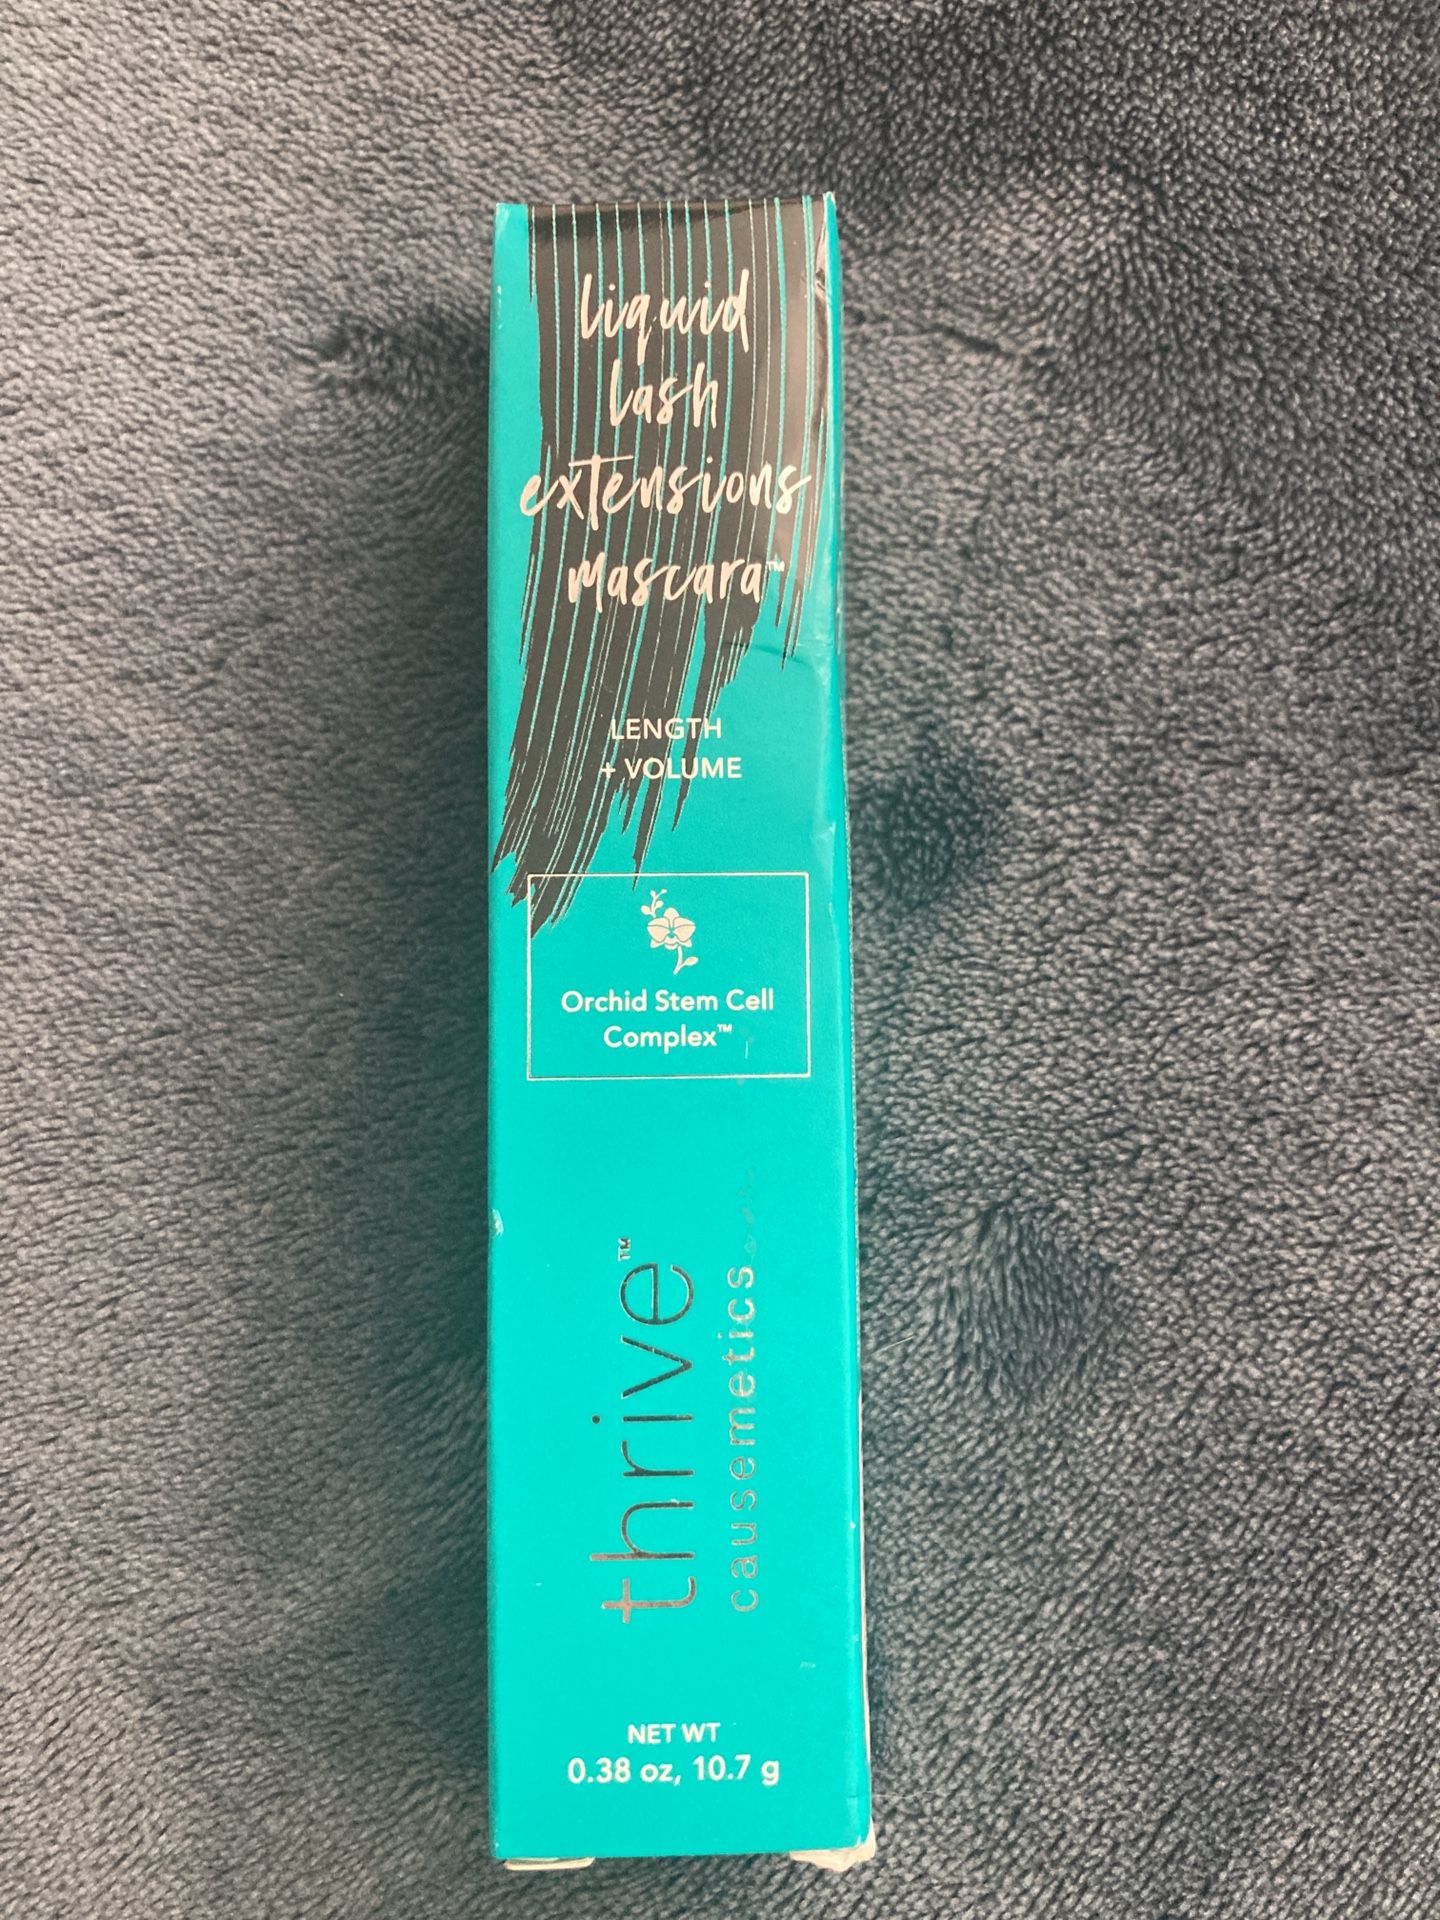 liquid
lash
extensions
mascara™
LENGTH
+ VOLUME
Orchid Stem Cell
Complex™
thrive™
causemetics
NET WT
0.38 oz, 10.7 g